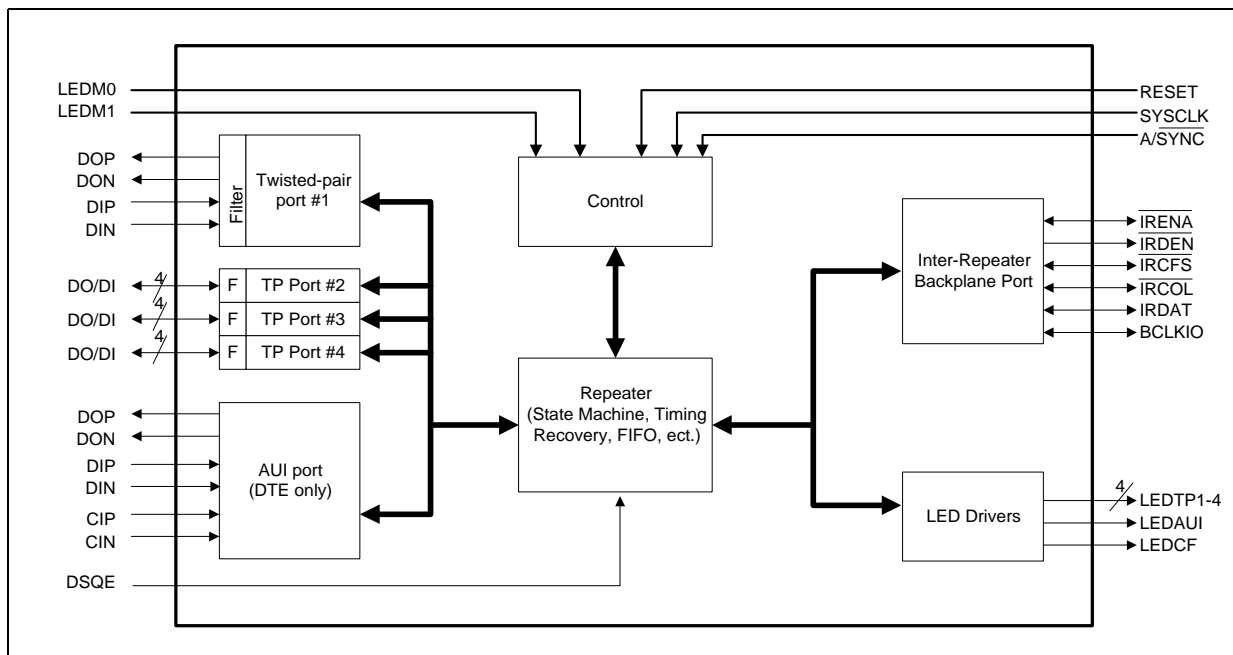 LEDM0
LEDM1
DOP
DON
DIP
DIN
Filter
Twisted-pair
port #1
DO/DI
4
F
TP Port #2
DO/DI
4
F
TP Port #3
DO/DI
4
F
TP Port #4
DOP
DON
DIP
DIN
CIP
CIN
AUI port
(DTE only)
DSQE
Control
Repeater
(State Machine, Timing
Recovery, FIFO, ect.)
RESET
SYSCLK
A/SYNC
Inter-Repeater
Backplane Port
IRENA
IRDEN
IRCFS
IRCOL
IRDAT
BCLKIO
LED Drivers
4
LEDTP1-4
LEDAUI
LEDCF